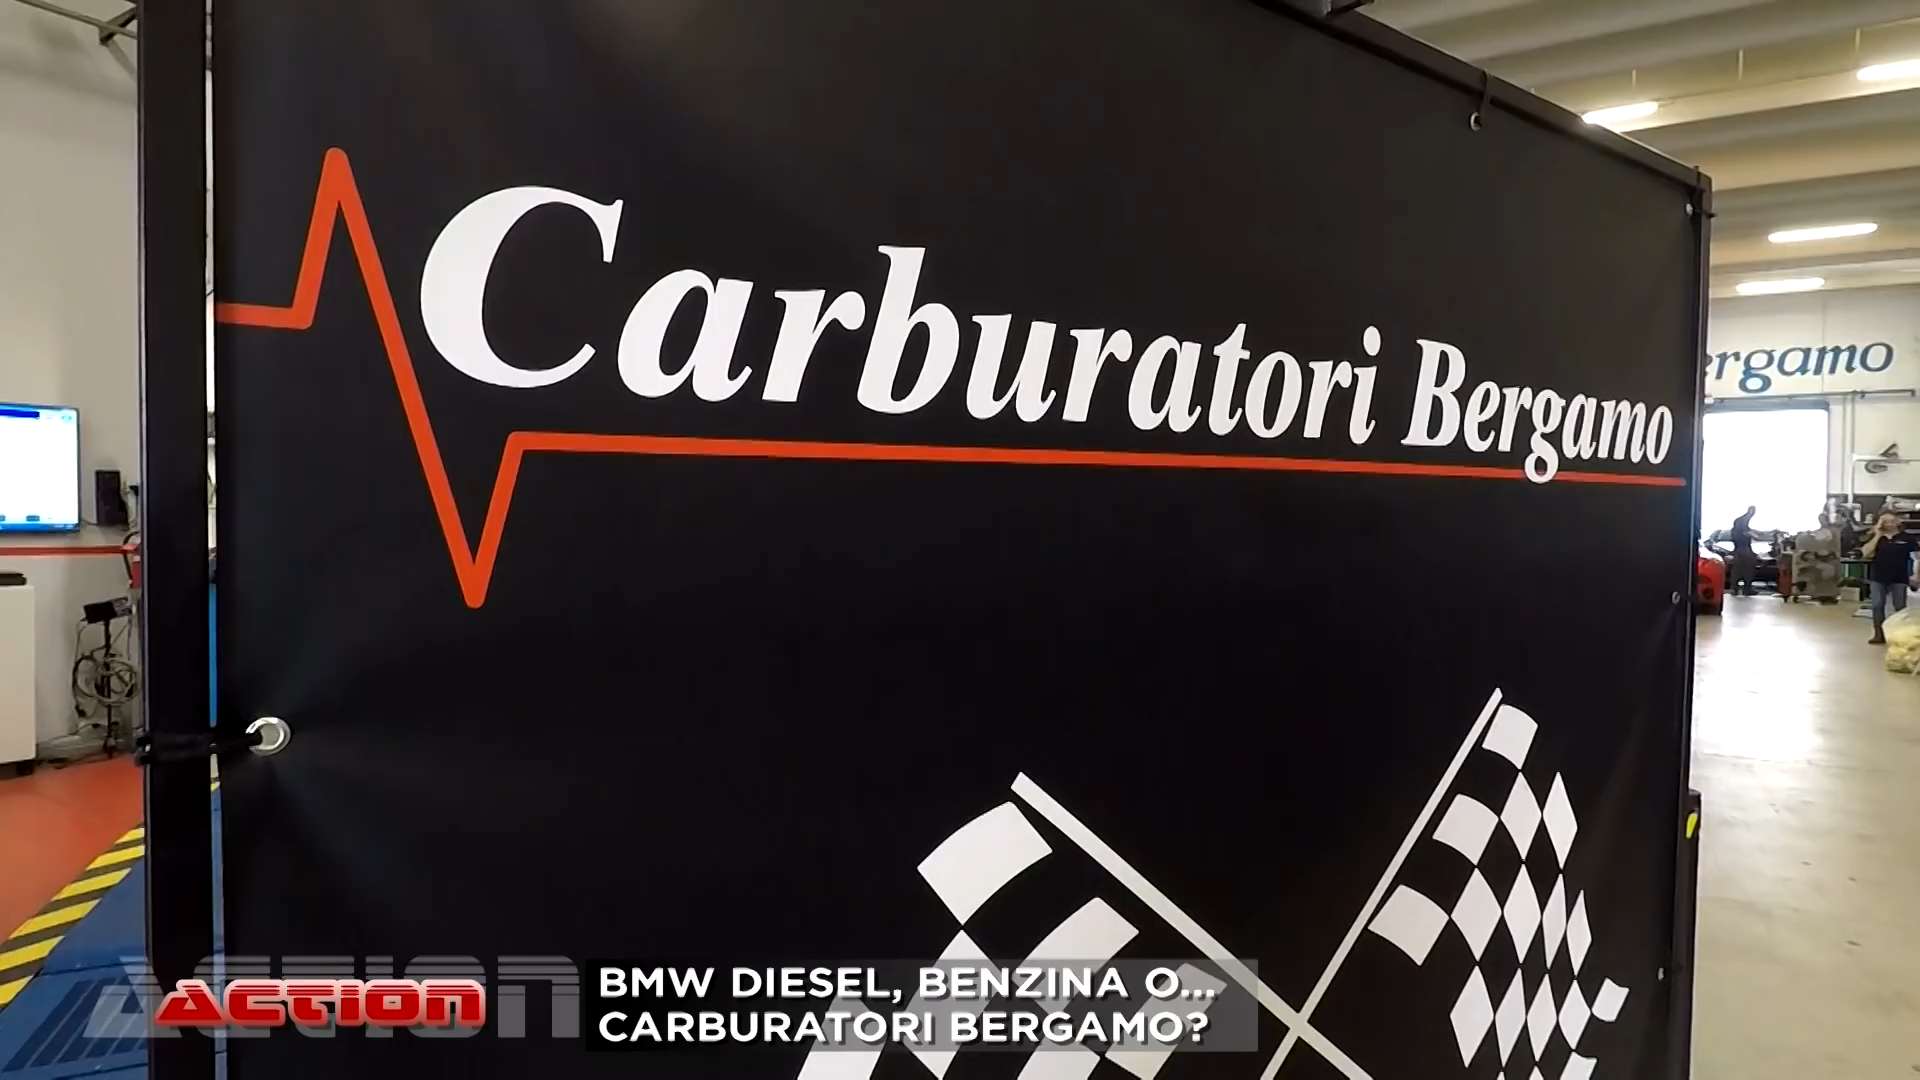 Carburatori Bergamo
ergamo
ACTION
BMW DIESEL, BENZINA O...
CARBURATORI BERGAMO?